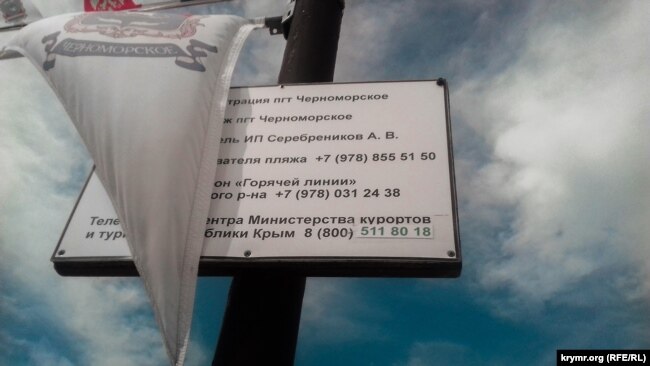 ЧЕРНОМОРСКОЕ
трация пгт Черноморское
ж пгт Черноморское
ель ИП Серебреников А. В.
вателя пляжа +7 (978) 855 51 50
он «Горячей линии»
ого р-на +7 (978) 031 24 38
Теле ентра Министерства курортов
и тури блики Крым 8 (800) 511 80 18
krymr.org (RFE/RL)